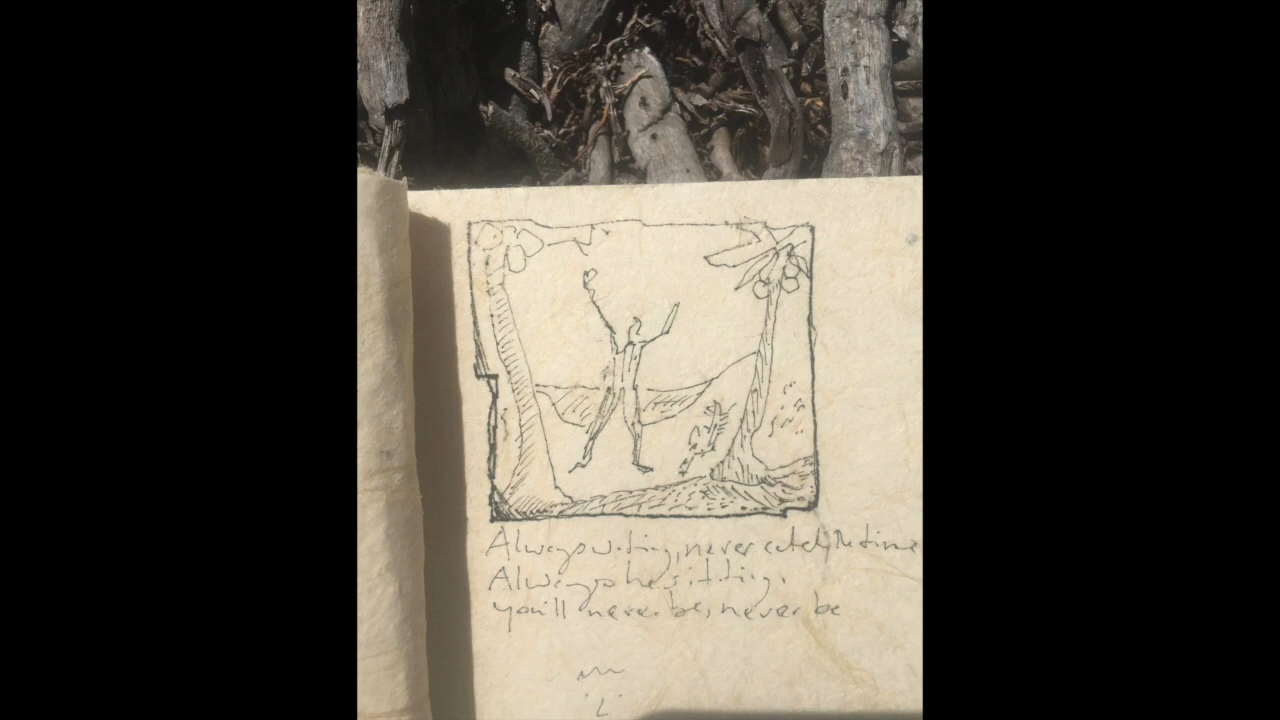 Always waiting, never catch the time
Always hesitating.
you'll never be, never be